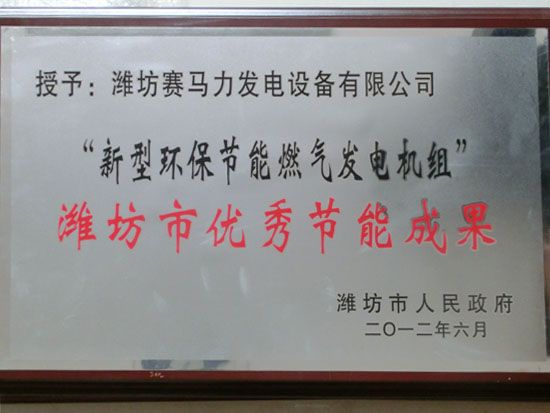 授予：潍坊赛马力发电设备有限公司
“新型环保节能燃气发电机组”
潍坊市优秀节能成果
潍坊市人民政府
二〇一二年六月